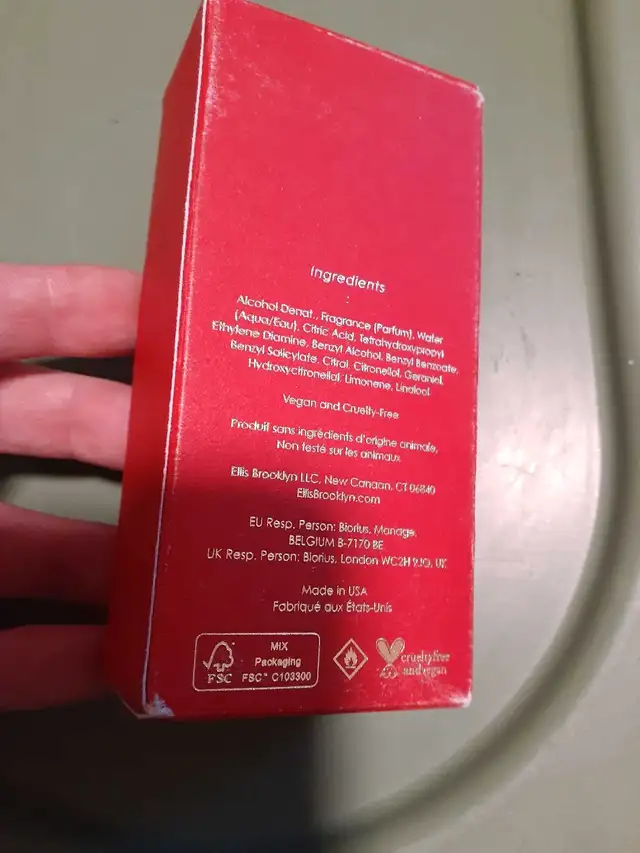 Ingredients
:
Alcohol Denat., Fragrance (Parfum), Water
(Aqua/Eau), Citric Acid, Tetrahydroxypropyl
Ethylene Diamine, Benzyl Alcohol, Benzyl Benzoate,
Benzyl Salicylate, Citral, Citronellol, Geraniol,
Hydroxycitronellal, Limonene, Linalool
Vegan and Cruelty-Free
Produit sans ingrédients d'origine animale,
Non testé sur les animaux
Ellis Brooklyn LLC, New Canaan, CT 06840
EllisBrooklyn.com
EU Resp. Person: Biorius, Manage,
BELGIUM B-7170 BE
UK Resp. Person: Biorius, London WC2H 9JQ, UK
Made in USA
Fabriqué aux États-Unis
MIX
Packaging
FSC FSC™ C103300
crueltyfree
and vegan